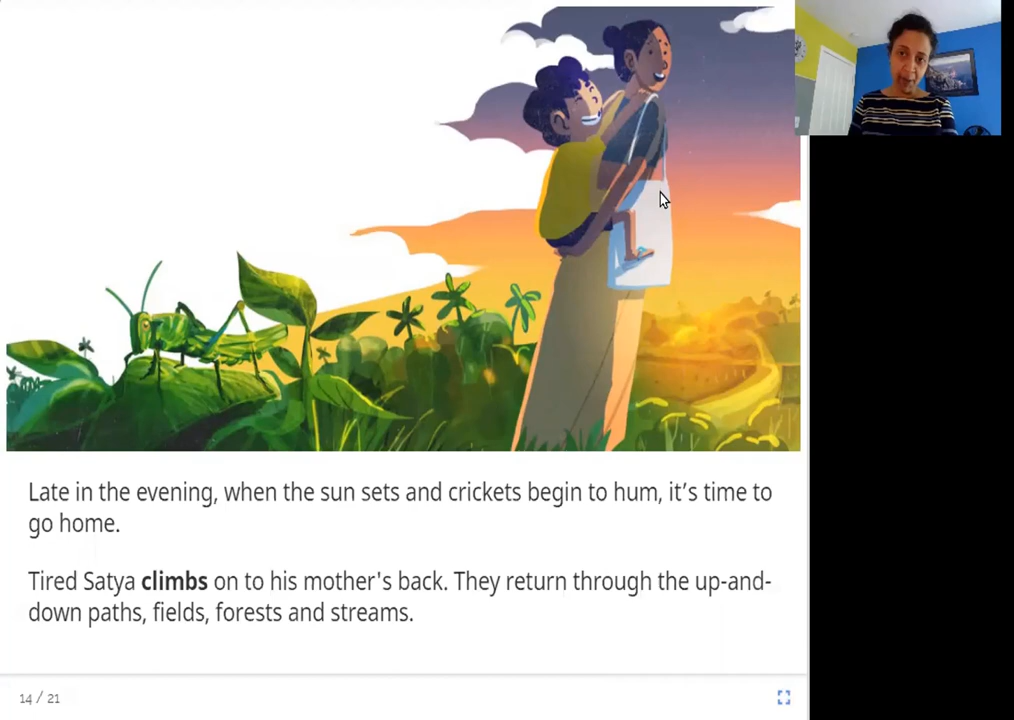 Late in the evening, when the sun sets and crickets begin to hum, it’s time to
go home.
Tired Satya climbs on to his mother's back. They return through the up-and-
down paths, fields, forests and streams.
14 / 21